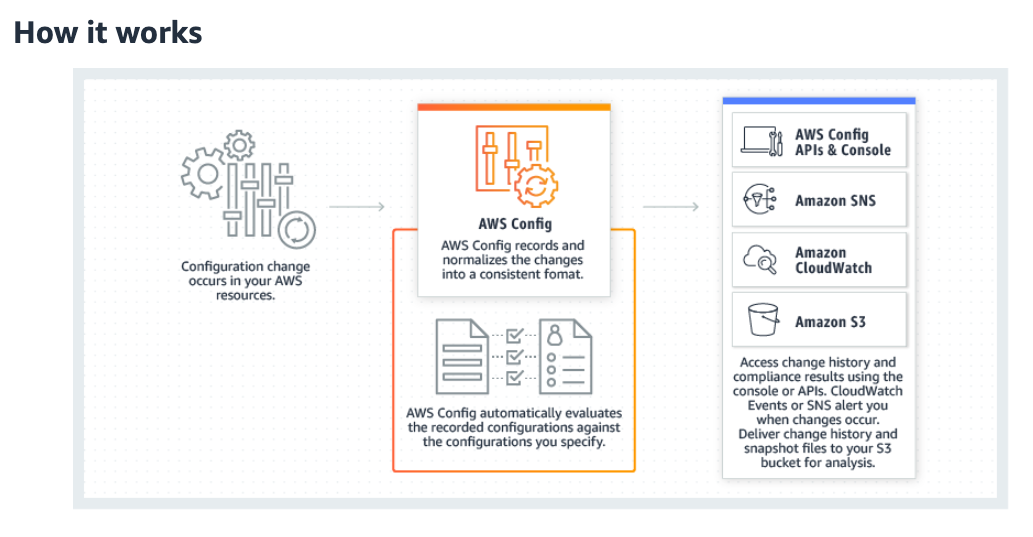 How it works
Configuration change
occurs in your AWS
resources.
AWS Config
AWS Config records and
normalizes the changes
into a consistent fomat.
AWS Config automatically evaluates
the recorded configurations against
the configurations you specify.
AWS Config
APIs & Console
Amazon SNS
Amazon
CloudWatch
Amazon S3
Access change history and
compliance results using the
console or APIs. CloudWatch
Events or SNS alert you
when changes occur.
Deliver change history and
snapshot files to your S3
bucket for analysis.